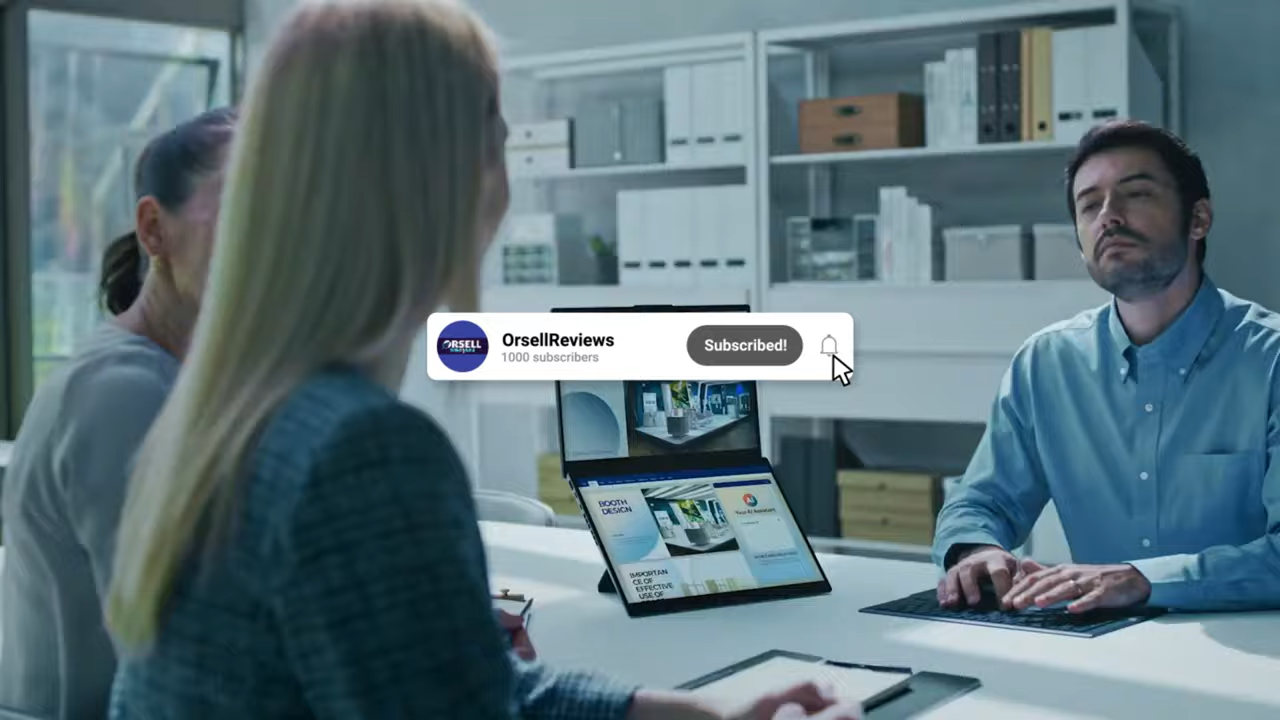 ORSELL
OrsellReviews
1000 subscribers
Subscribed!
BOOTH
DESIGN
Your AI Assistant
IMPORTAN
CE OF
EFFECTIVE
USE OF